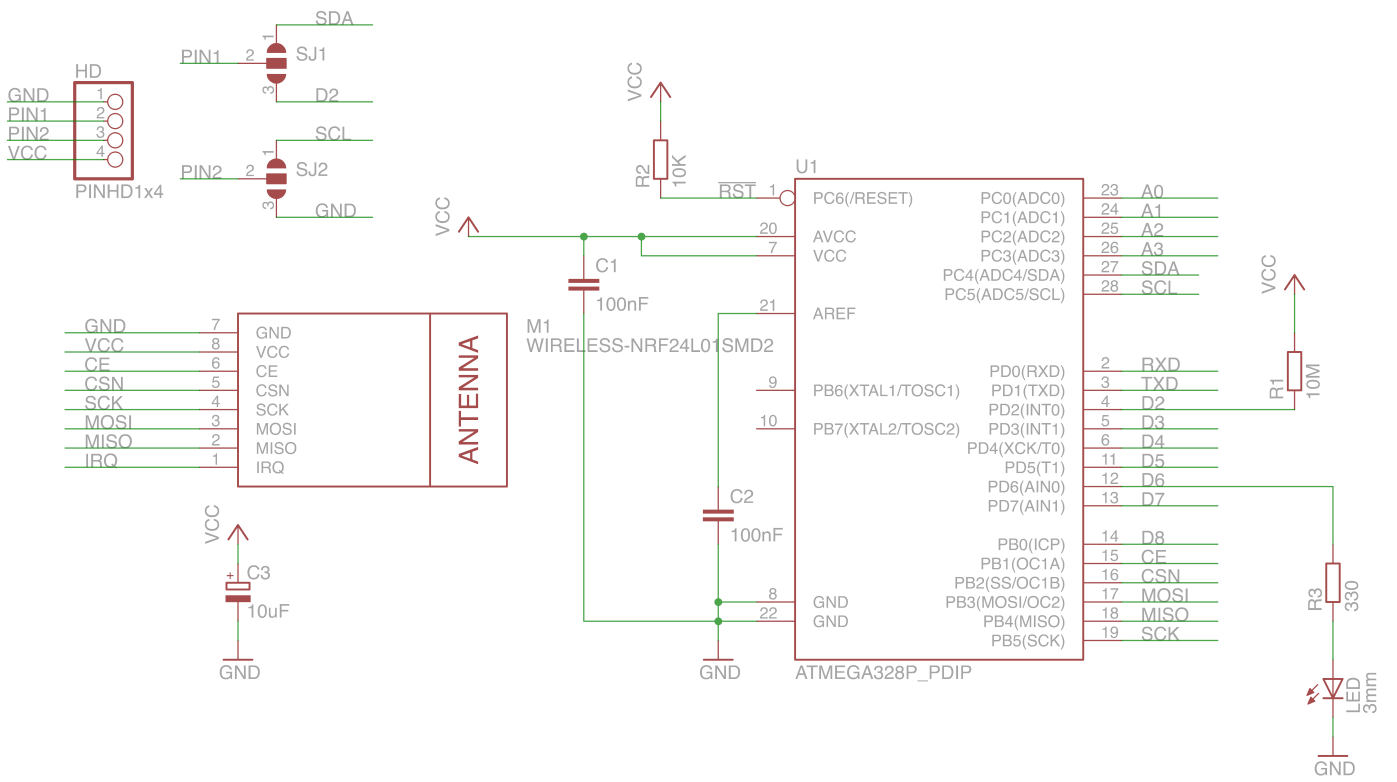 SDA
1
PIN1 2 SJ1
3
D2
HD
GND 1
PIN1 2
PIN2 3
VCC 4
PINHD1x4
SCL
1
PIN2 2 SJ2
3
GND
VCC
R2
10K
U1
RST 1 PC6(/RESET)
VCC
20 AVCC
7 VCC
C1
100nF
21 AREF
9 PB6(XTAL1/TOSC1)
10 PB7(XTAL2/TOSC2)
C2
100nF
8 GND
22 GND
GND
ATMEGA328P_PDIP
PC0(ADC0) 23 A0
PC1(ADC1) 24 A1
PC2(ADC2) 25 A2
PC3(ADC3) 26 A3
PC4(ADC4/SDA) 27 SDA
PC5(ADC5/SCL) 28 SCL
PD0(RXD) 2 RXD
PD1(TXD) 3 TXD
PD2(INT0) 4 D2
PD3(INT1) 5 D3
PD4(XCK/T0) 6 D4
PD5(T1) 11 D5
PD6(AIN0) 12 D6
PD7(AIN1) 13 D7
PB0(ICP) 14 D8
PB1(OC1A) 15 CE
PB2(SS/OC1B) 16 CSN
PB3(MOSI/OC2) 17 MOSI
PB4(MISO) 18 MISO
PB5(SCK) 19 SCK
VCC
R1
10M
R3
330
LED
3mm
GND
M1
WIRELESS-NRF24L01SMD2
GND 7 GND
VCC 8 VCC
CE 6 CE
CSN 5 CSN
SCK 4 SCK
MOSI 3 MOSI
MISO 2 MISO
IRQ 1 IRQ
ANTENNA
VCC
+
C3
10uF
GND